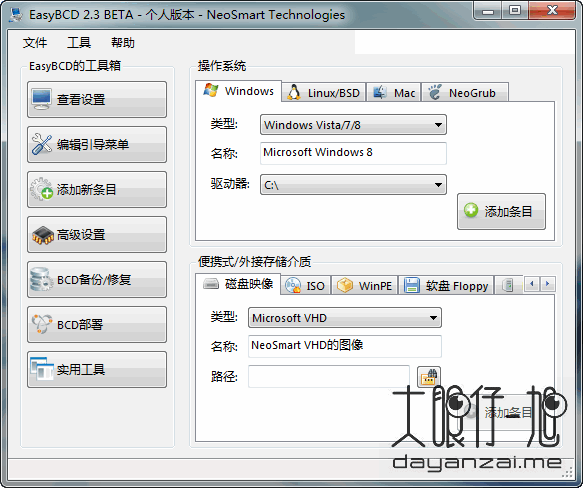 EasyBCD 2.3 BETA - 个人版本 - NeoSmart Technologies
文件 工具 帮助
EasyBCD的工具箱
查看设置
编辑引导菜单
添加新条目
高级设置
BCD备份/修复
BCD部署
实用工具
操作系统
Windows Linux/BSD Mac NeoGrub
类型: Windows Vista/7/8
名称: Microsoft Windows 8
驱动器: C:\
添加条目
便携式/外接存储介质
磁盘映像 ISO WinPE 软盘 Floppy
类型: Microsoft VHD
名称: NeoSmart VHD的图像
路径:
添加条目
大眼仔~旭
dayanzai.me